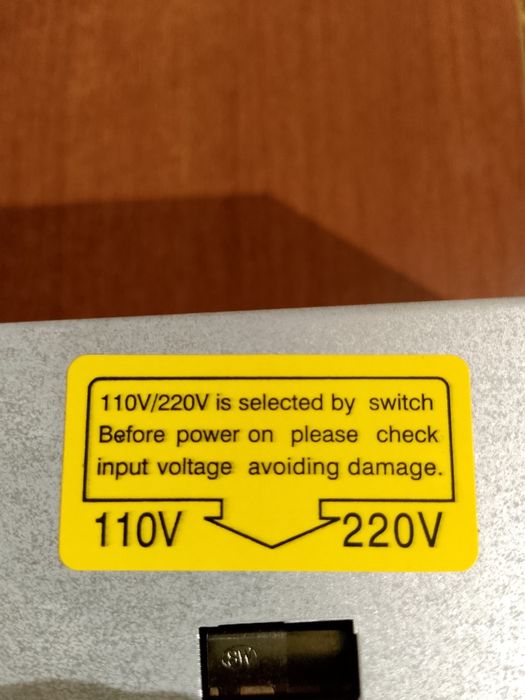 110V/220V is selected by switch
Before power on please check
input voltage avoiding damage.
110V 220V